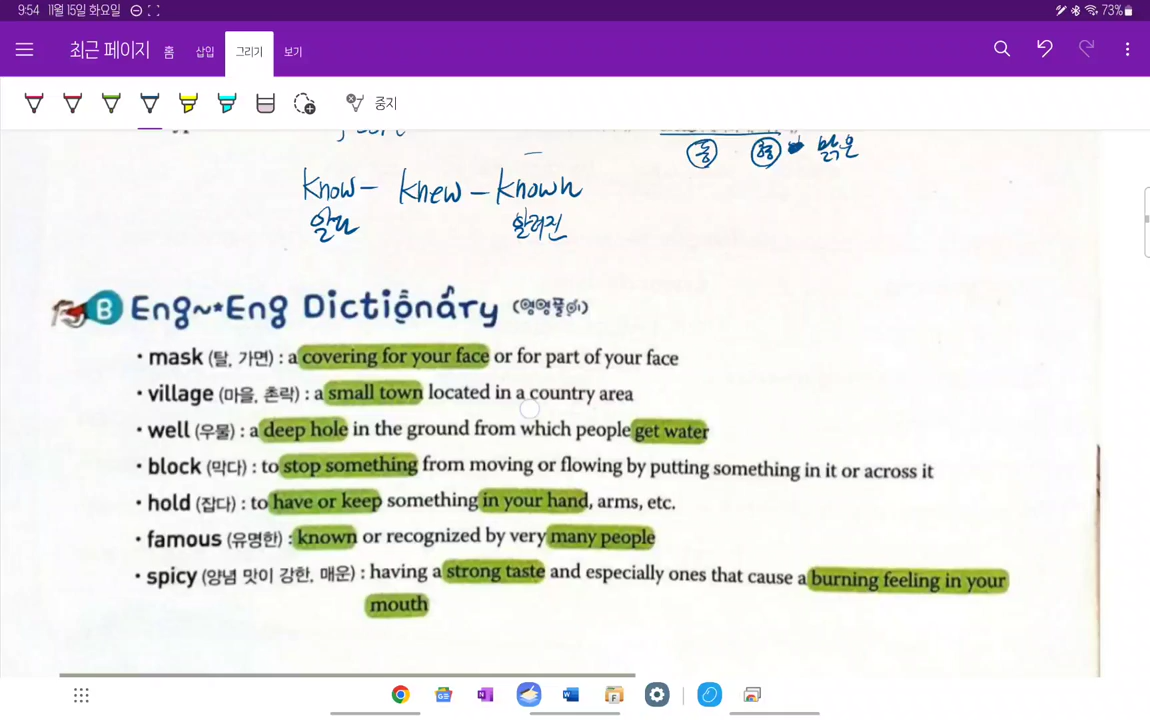 9:54 11월 15일 화요일 73%
최근 페이지 홈 삽입 그리기 보기
중지
동 형 맑은
know - knew - known
알다 알려진
B Eng~*Eng Dictionary (영영풀이)
• mask (탈, 가면) : a covering for your face or for part of your face
• village (마을, 촌락) : a small town located in a country area
• well (우물) : a deep hole in the ground from which people get water
• block (막다) : to stop something from moving or flowing by putting something in it or across it
• hold (잡다) : to have or keep something in your hand, arms, etc.
• famous (유명한) : known or recognized by very many people
• spicy (양념 맛이 강한, 매운) : having a strong taste and especially ones that cause a burning feeling in your
mouth